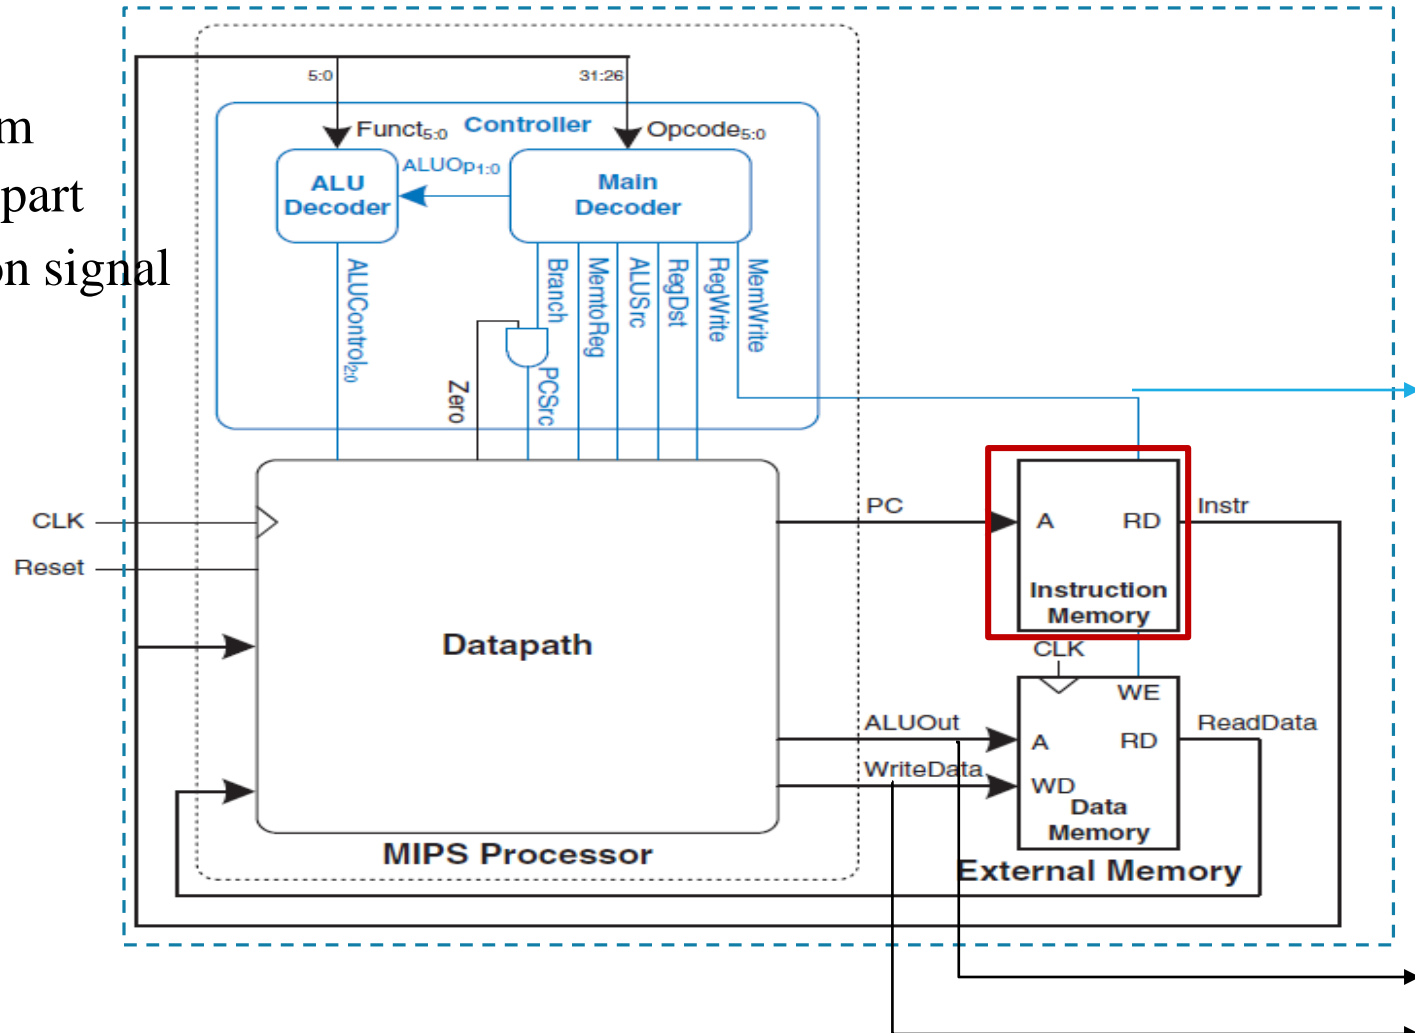 m
part
on signal
5:0
31:26
Funct5:0
Controller
Opcode5:0
ALU
Decoder
ALUOp1:0
Main
Decoder
ALUControl2:0
Zero
Branch
PCSrc
MemtoReg
ALUSrc
RegDst
RegWrite
MemWrite
CLK
Reset
Datapath
MIPS Processor
PC
A
RD
Instr
Instruction
Memory
CLK
WE
ALUOut
A
RD
ReadData
WriteData
WD
Data
Memory
External Memory